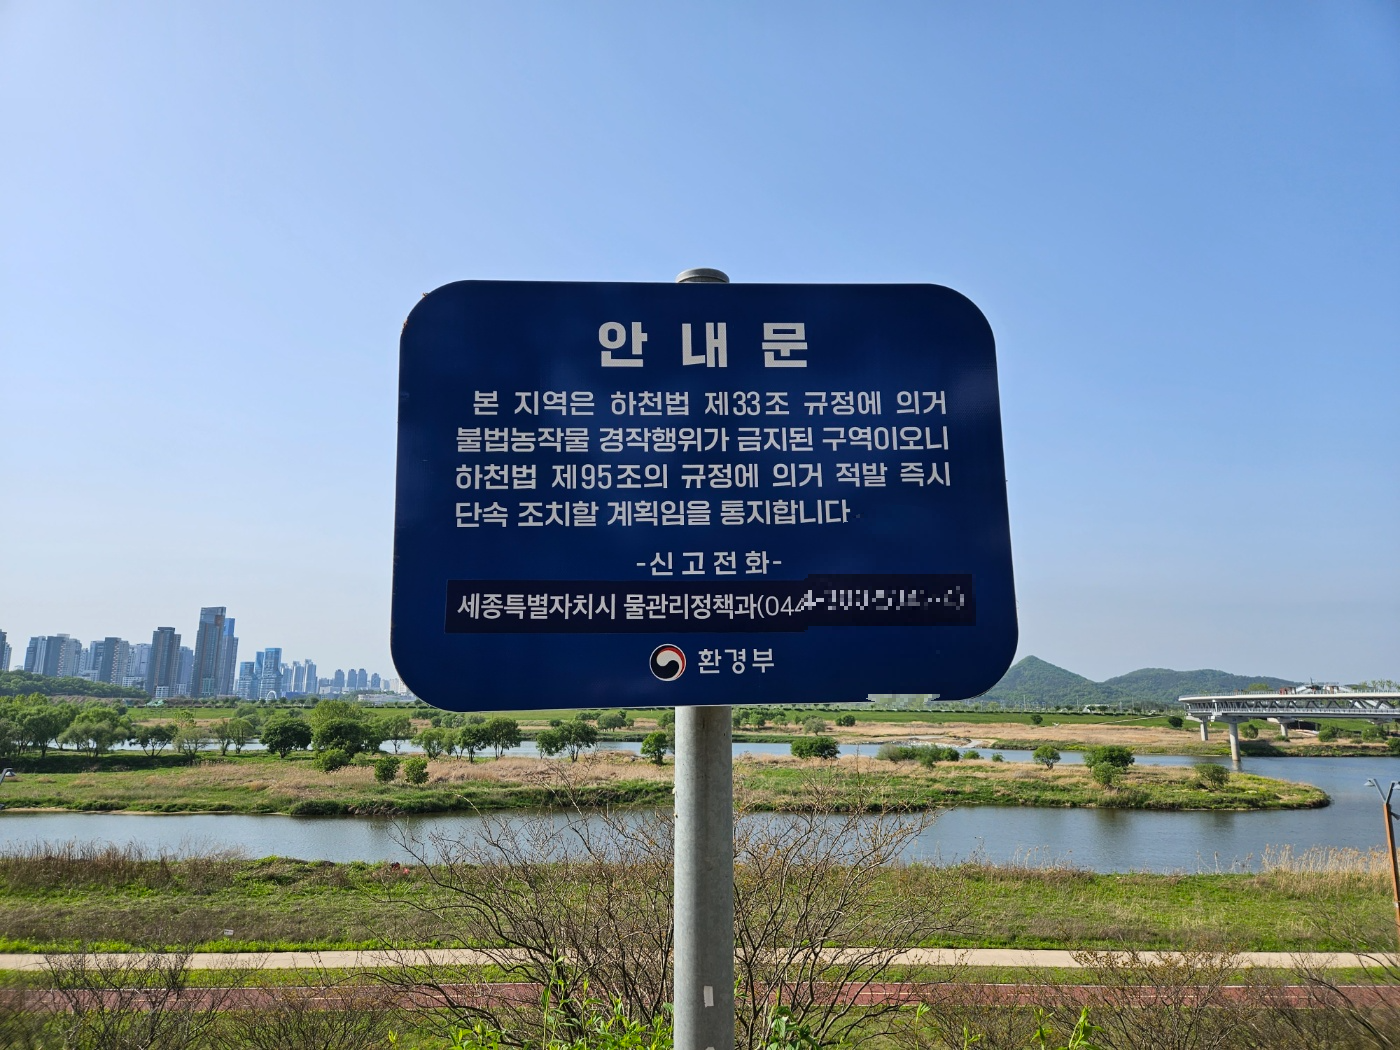 안내문
본 지역은 하천법 제33조 규정에 의거
불법농작물 경작행위가 금지된 구역이오니
하천법 제95조의 규정에 의거 적발 즉시
단속 조치할 계획임을 통지합니다
-신고전화-
세종특별자치시 물관리정책과(044
환경부